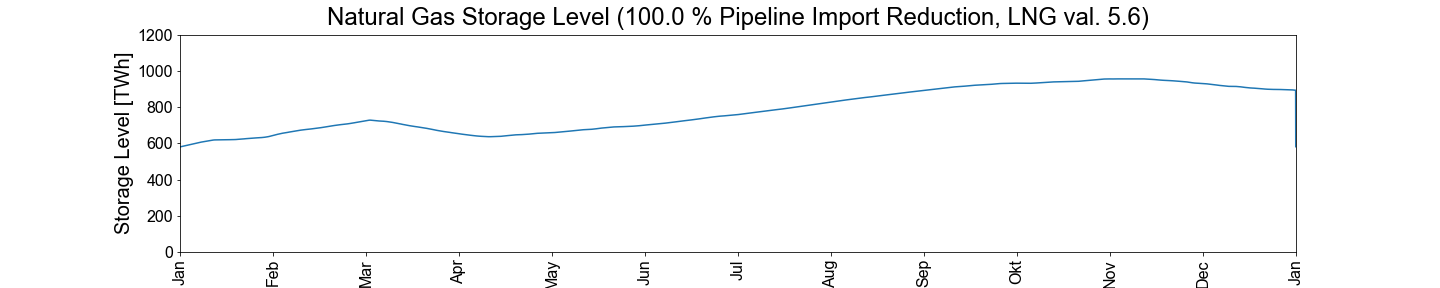 Natural Gas Storage Level (100.0 % Pipeline Import Reduction, LNG val. 5.6)
Storage Level [TWh]
1200
1000
800
600
400
200
0
Jan
Feb
Mar
Apr
May
Jun
Jul
Aug
Sep
Okt
Nov
Dec
Jan